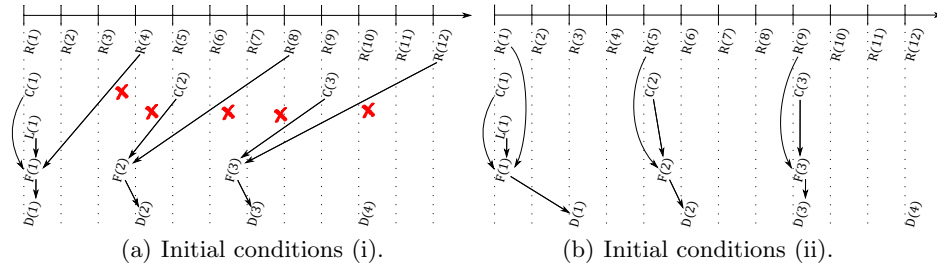 R(1) R(2) R(3) R(4) R(5) R(6) R(7) R(8) R(9) R(10) R(11) R(12)
C(1) C(2) C(3)
L(1)
F(1) F(2) F(3)
D(1) D(2) D(3) D(4)
(a) Initial conditions (i).
R(1) R(2) R(3) R(4) R(5) R(6) R(7) R(8) R(9) R(10) R(11) R(12)
C(1) C(2) C(3)
L(1)
F(1) F(2) F(3)
D(1) D(2) D(3) D(4)
(b) Initial conditions (ii).